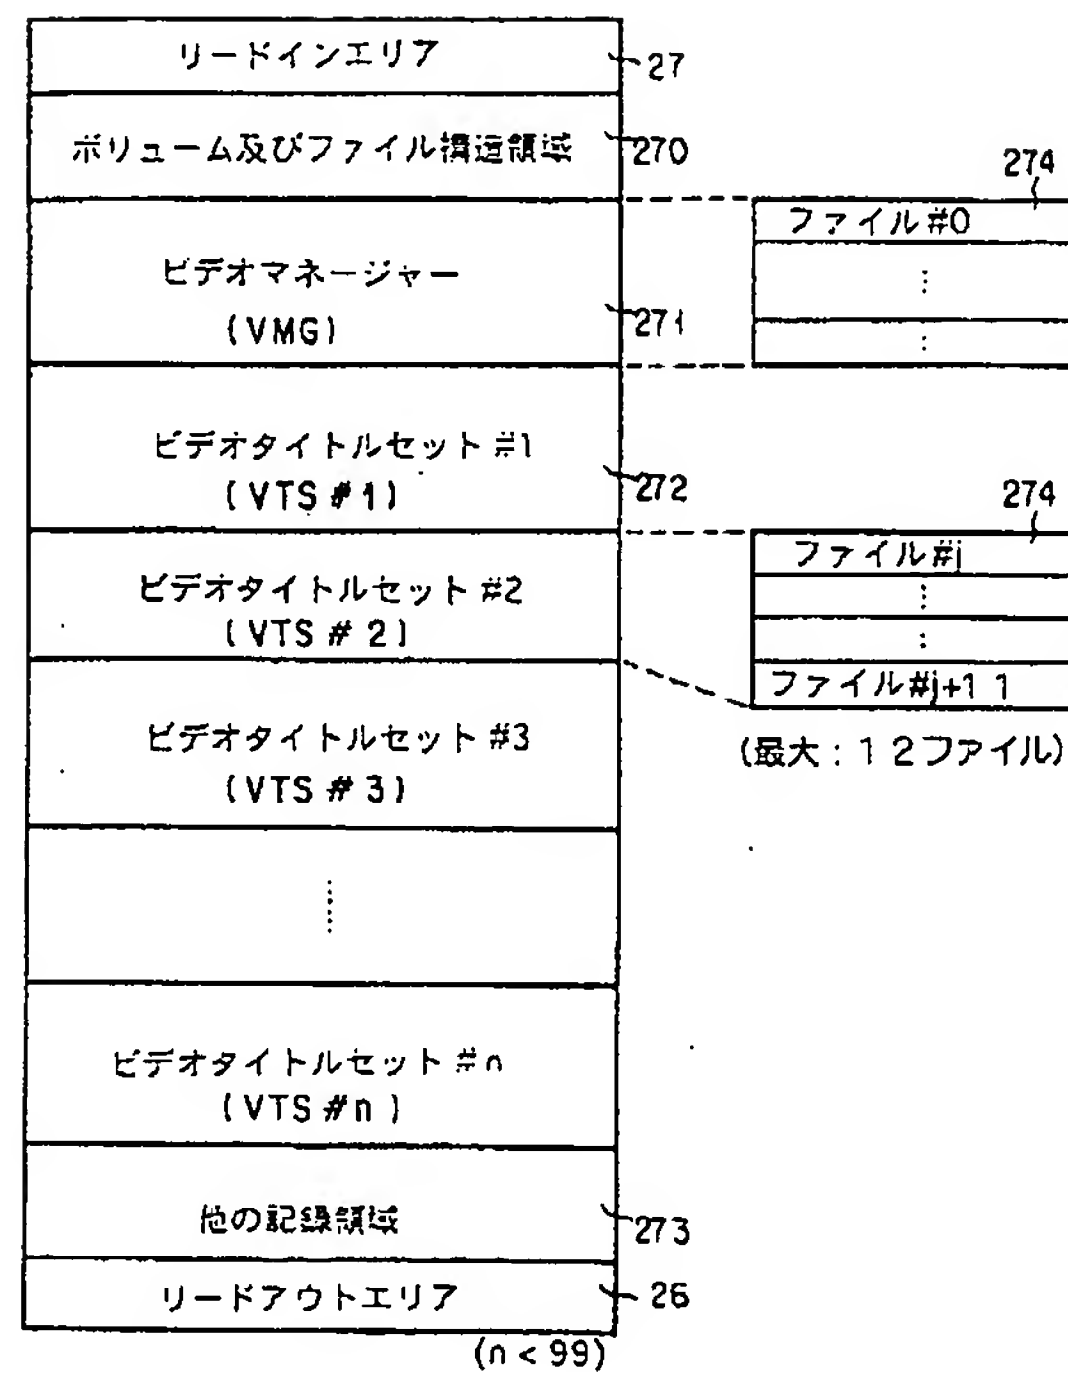 リードインエリア
27
ボリューム及びファイル構造領域
270
ビデオマネージャー
(VMG)
271
274
ファイル#0
ビデオタイトルセット #1
(VTS #1)
272
274
ファイル#j
ファイル#j+11
(最大:12ファイル)
ビデオタイトルセット #2
(VTS # 2)
ビデオタイトルセット #3
(VTS # 3)
ビデオタイトルセット #n
(VTS #n )
他の記録領域
273
リードアウトエリア
26
(n < 99)